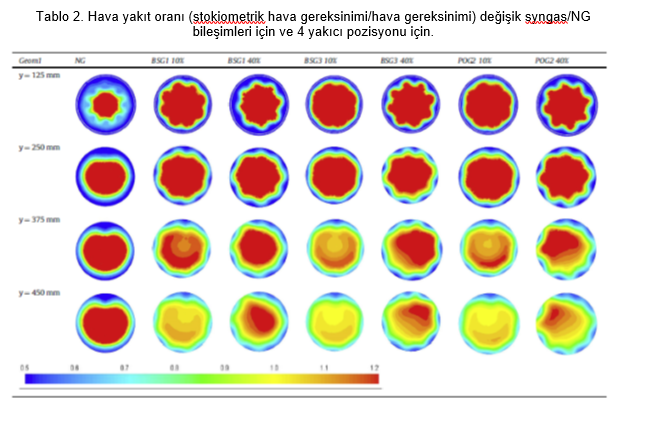 Tablo 2. Hava yakıt oranı (stokiometrik hava gereksinimi/hava gereksinimi) değişik syngas/NG
bileşimleri için ve 4 yakıcı pozisyonu için.
Geom1 NG BSG1 10% BSG1 40% BSG3 10% BSG3 40% POG2 10% POG2 40%
y= 125 mm
y= 250 mm
y= 375 mm
y= 450 mm
0.5 0.6 0.7 0.8 0.9 1.0 1.1 1.2